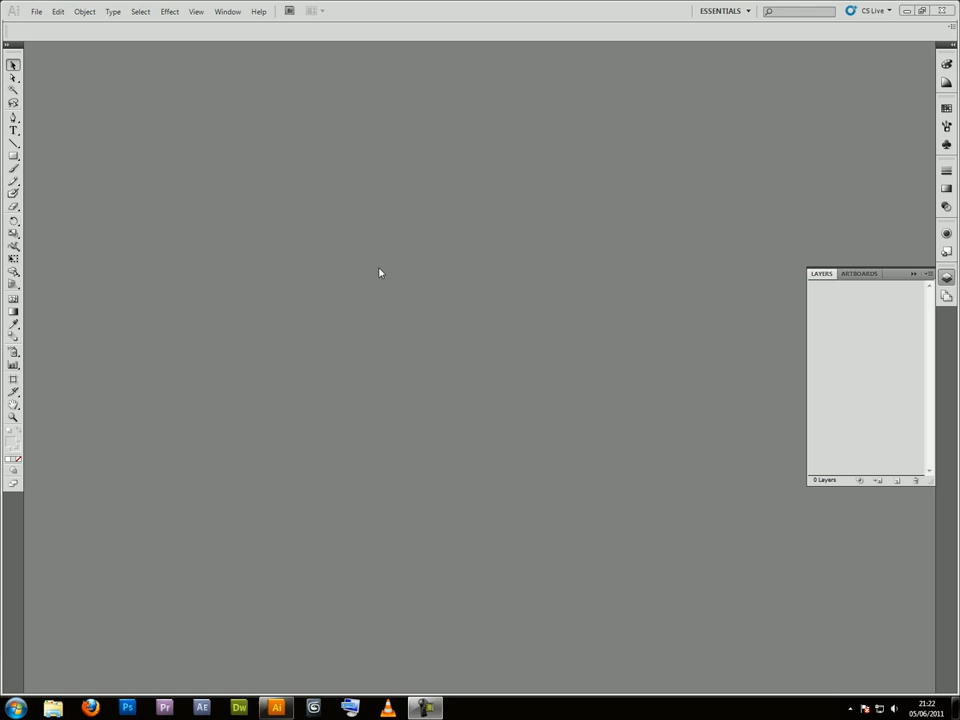 Ai File Edit Object Type Select Effect View Window Help Br ESSENTIALS CS Live
T
LAYERS ARTBOARDS
0 Layers
Ps Pr Ae Dw Ai
21:22
05/06/2011